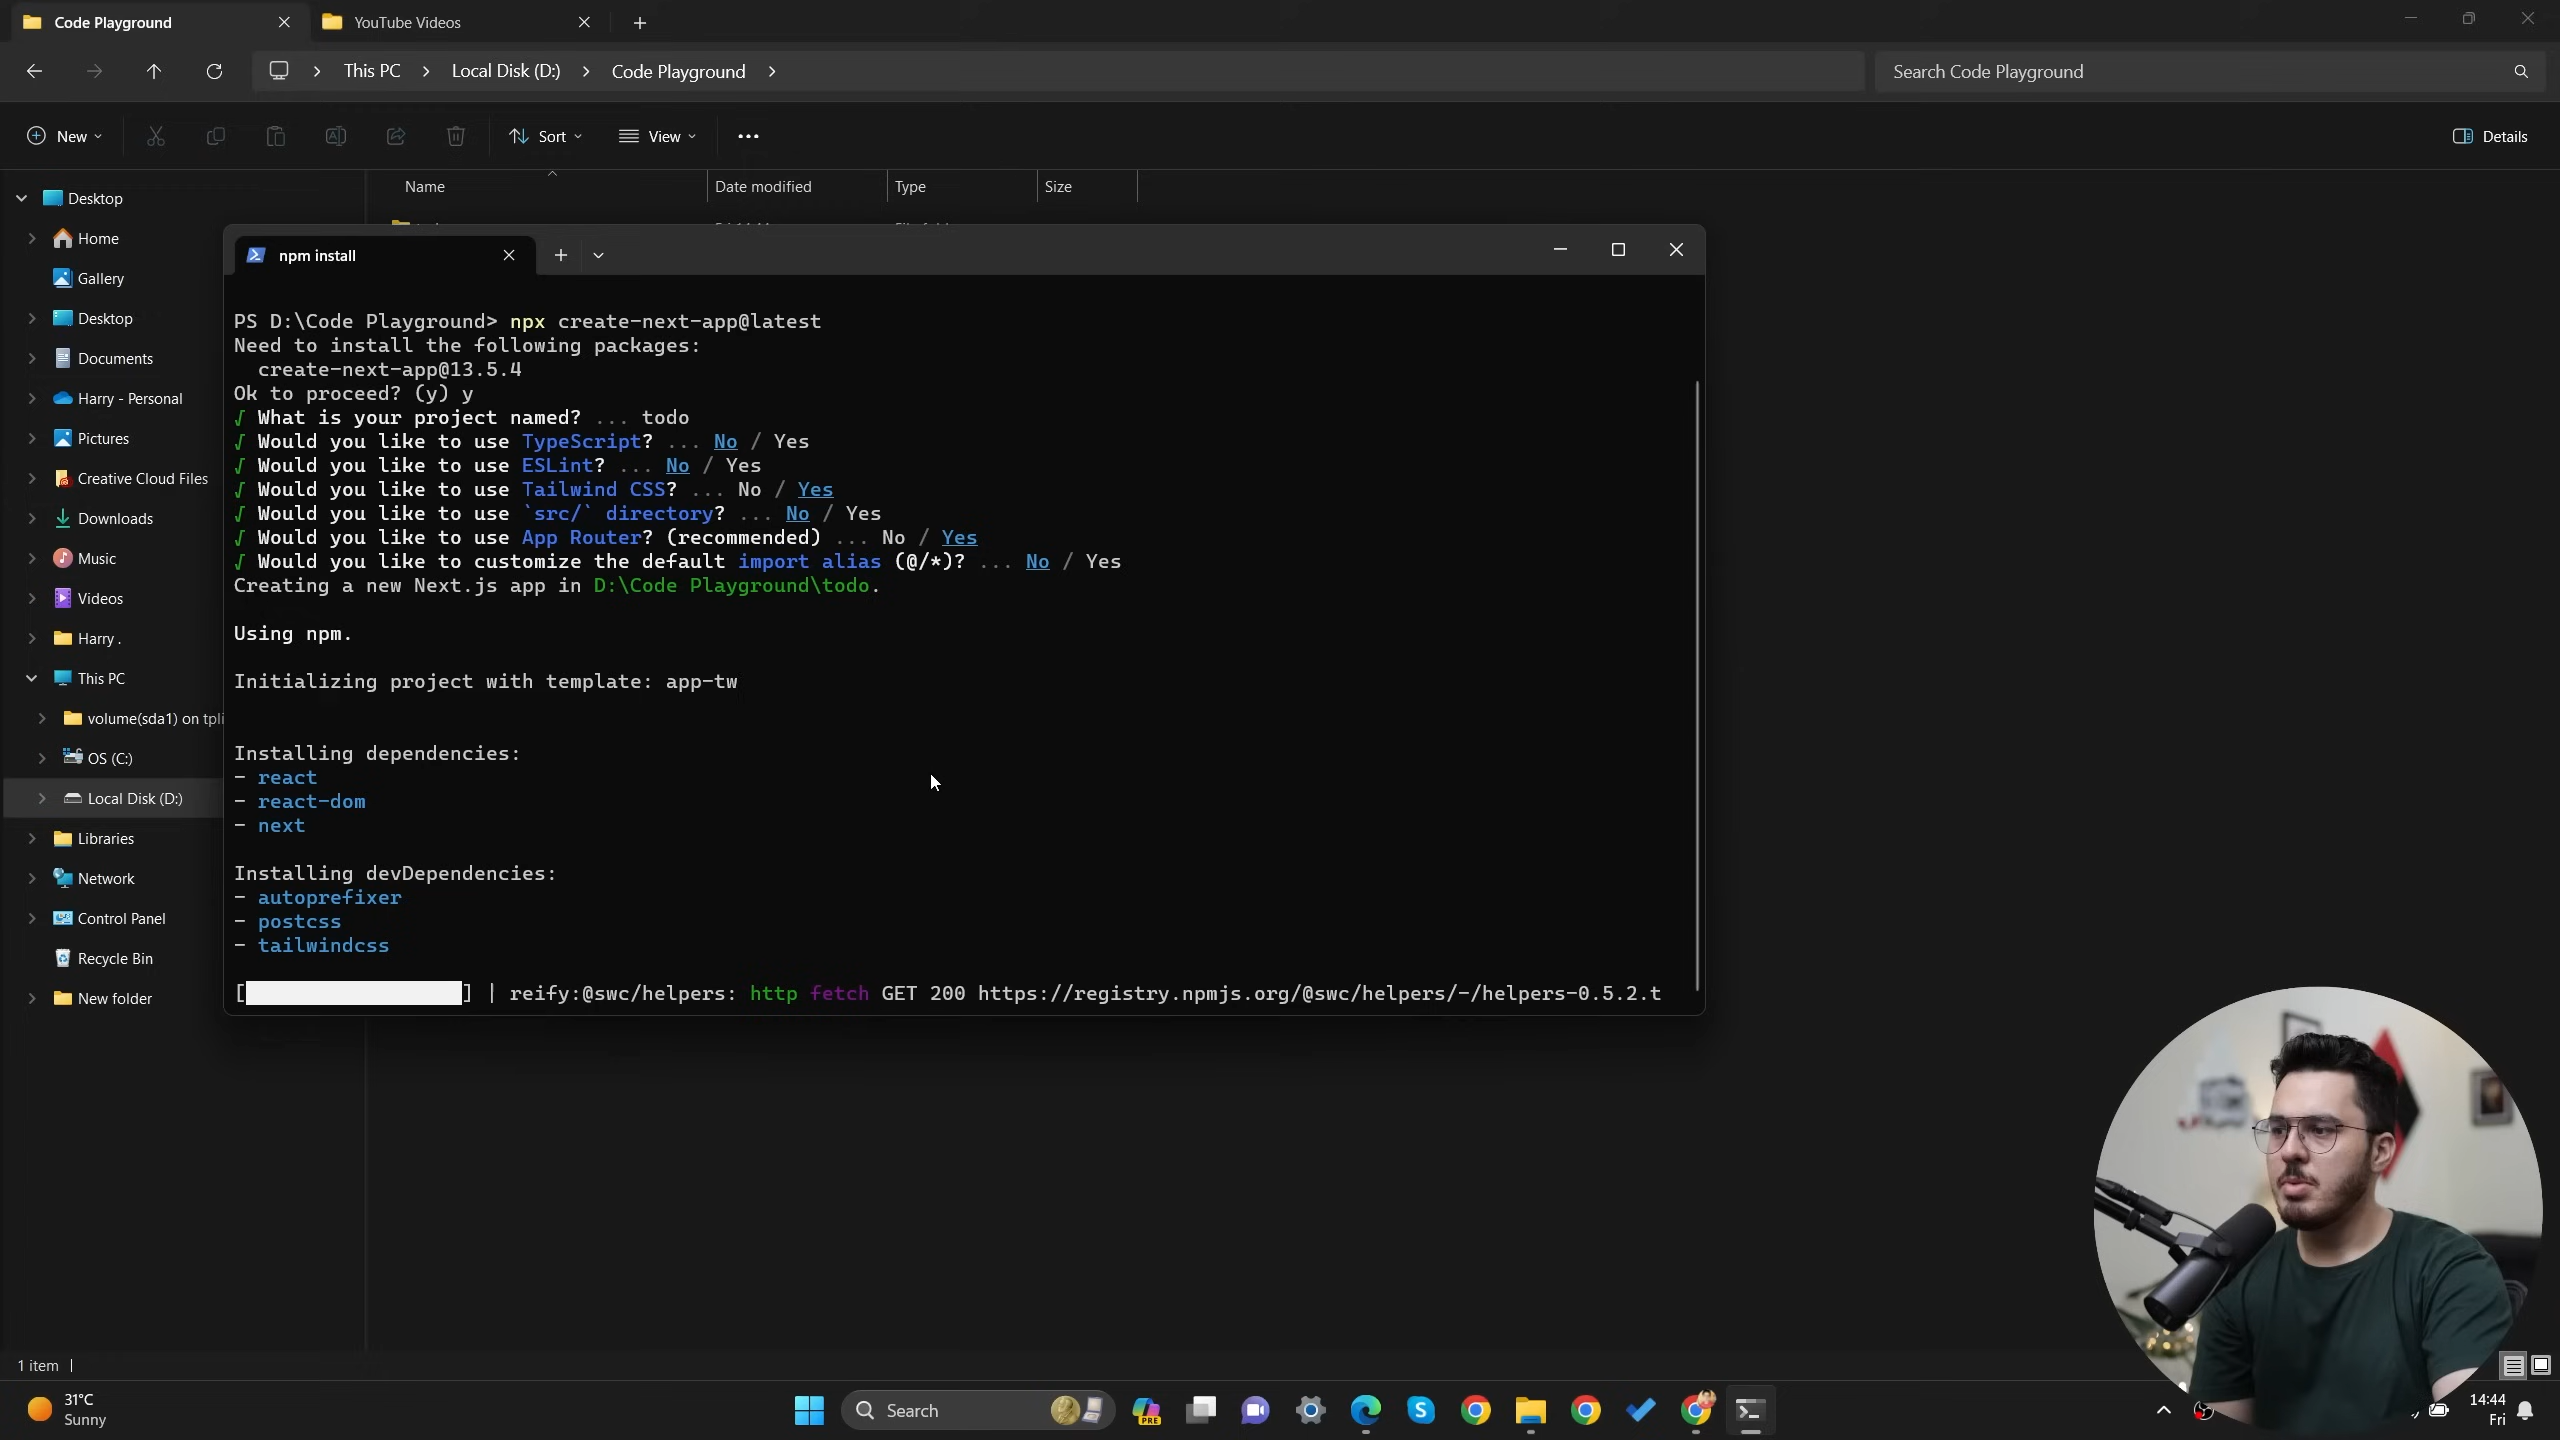 Code Playground
YouTube Videos
This PC
Local Disk (D:)
Code Playground
Search Code Playground
New
Sort
View
Details
Name
Date modified
Type
Size
Desktop
Home
Gallery
Desktop
Documents
Harry - Personal
Pictures
Creative Cloud Files
Downloads
Music
Videos
Harry .
This PC
volume(sda1) on tpli
OS (C:)
Local Disk (D:)
Libraries
Network
Control Panel
Recycle Bin
New folder
npm install
PS D:\Code Playground> npx create-next-app@latest
Need to install the following packages:
create-next-app@13.5.4
Ok to proceed? (y) y
√ What is your project named? ... todo
√ Would you like to use TypeScript? ... No / Yes
√ Would you like to use ESLint? ... No / Yes
√ Would you like to use Tailwind CSS? ... No / Yes
√ Would you like to use `src/` directory? ... No / Yes
√ Would you like to use App Router? (recommended) ... No / Yes
√ Would you like to customize the default import alias (@/*)? ... No / Yes
Creating a new Next.js app in D:\Code Playground\todo.
Using npm.
Initializing project with template: app-tw
Installing dependencies:
- react
- react-dom
- next
Installing devDependencies:
- autoprefixer
- postcss
- tailwindcss
[] | reify:@swc/helpers: http fetch GET 200 https://registry.npmjs.org/@swc/helpers/-/helpers-0.5.2.t
1 item
31°C
Sunny
Search
PRE
14:44
Fri